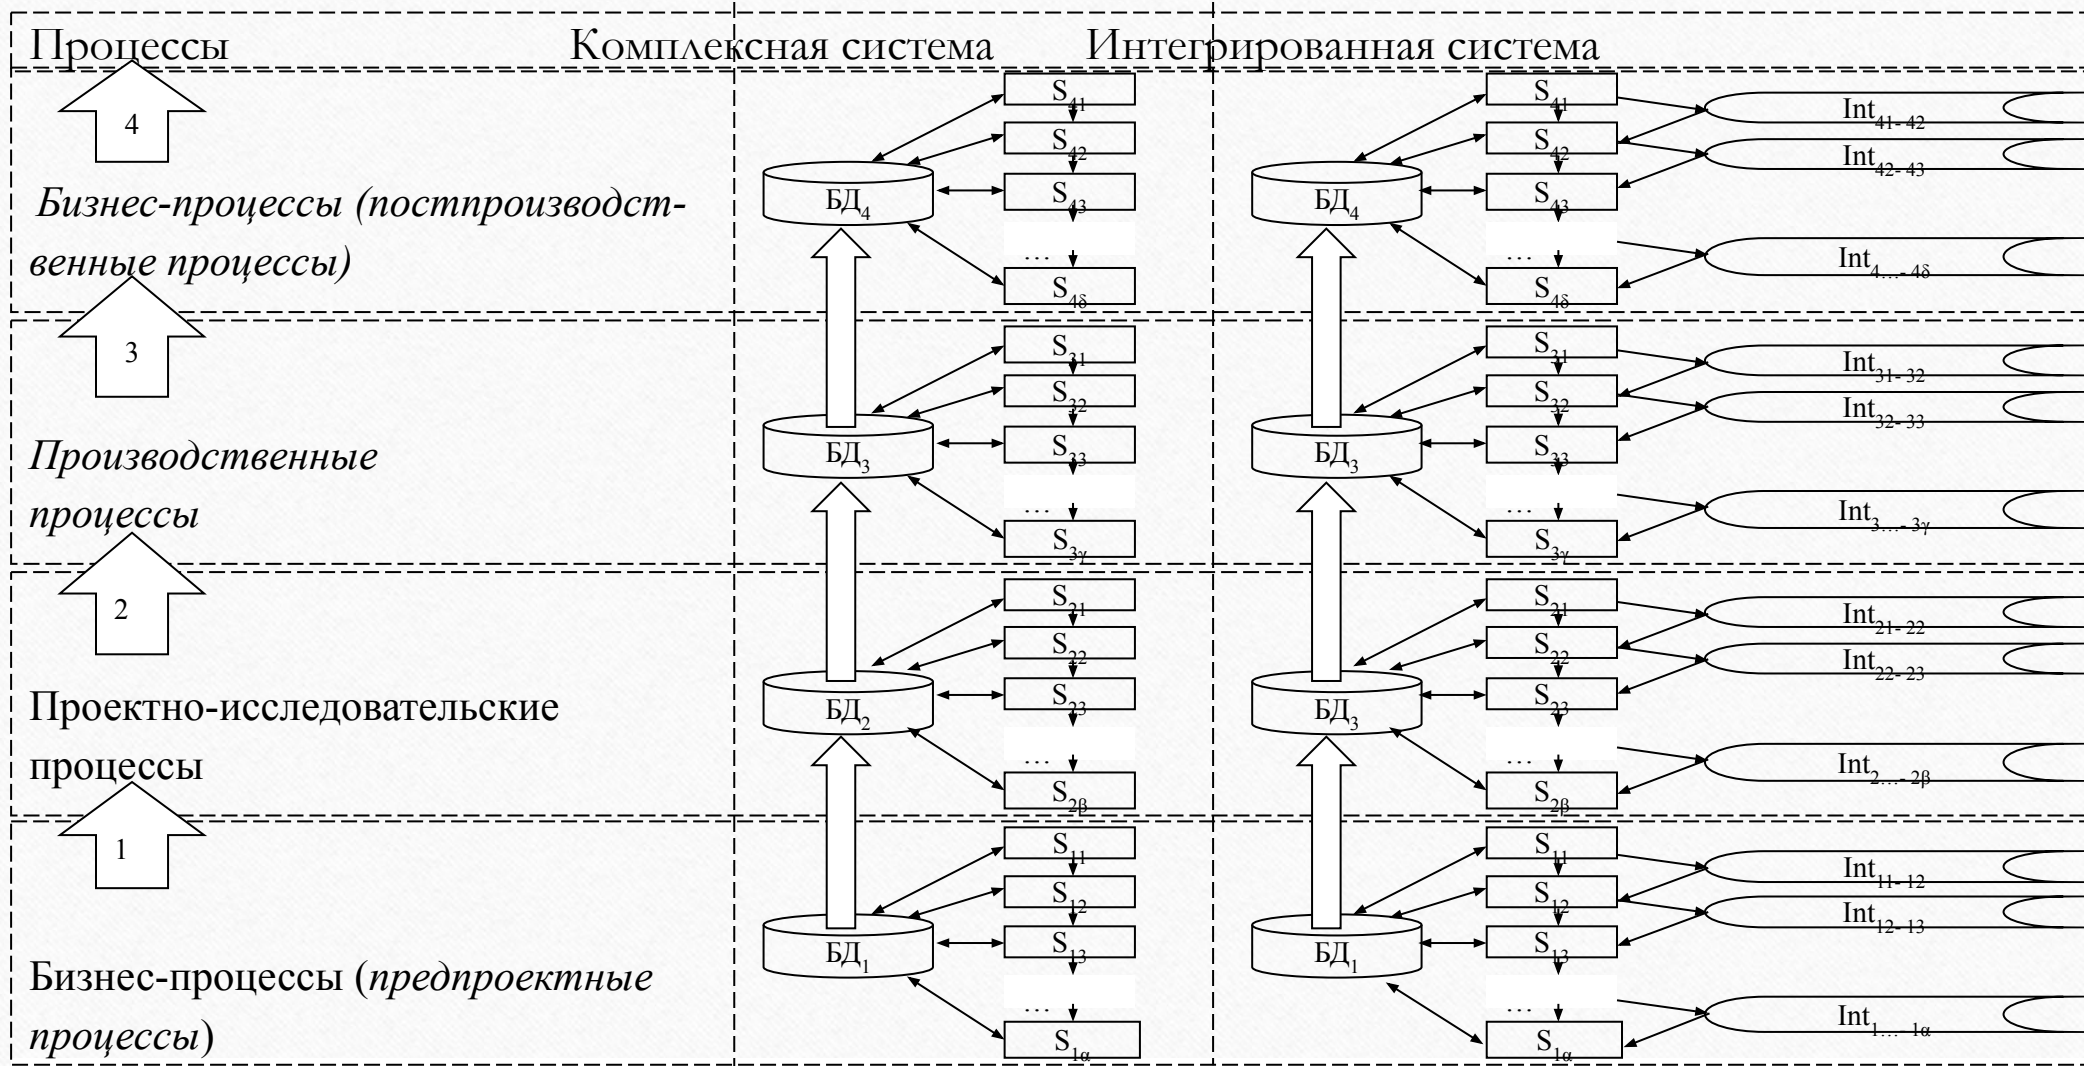 Процессы Комплексная система Интегрированная система
4
Бизнес-процессы (постпроизводст-
венные процессы)
БД4
S41
S42
S43
…
S4δ
БД4
S41
S42
S43
…
S4δ
Int41-42
Int42-43
Int4…-4δ
3
Производственные
процессы
БД3
S31
S32
S33
…
S3γ
БД3
S31
S32
S33
…
S3γ
Int31-32
Int32-33
Int3…-3γ
2
Проектно-исследовательские
процессы
БД2
S21
S22
S23
…
S2β
БД3
S21
S22
S23
…
S2β
Int21-22
Int22-23
Int2…-2β
1
Бизнес-процессы (предпроектные
процессы)
БД1
S11
S12
S13
…
S1α
БД1
S11
S12
S13
…
S1α
Int11-12
Int12-13
Int1…-1α